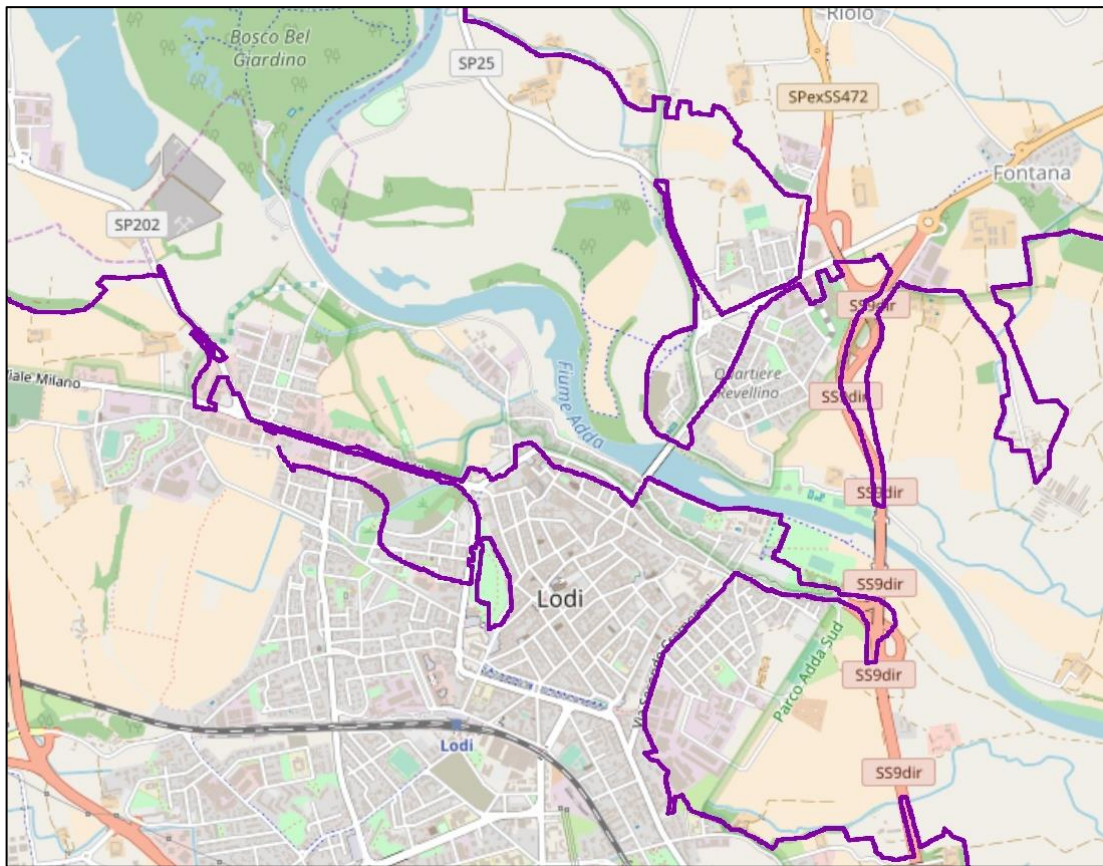 Riolo
Bosco Bel
Giardino
SP25
SPexSS472
Fontana
SP202
SS9dir
Fiume Adda
Quartiere
Revellino
SS9dir
Viale Milano
SS9dir
SS9dir
Lodi
Parco Adda Sud
SS9dir
Lodi
SS9dir